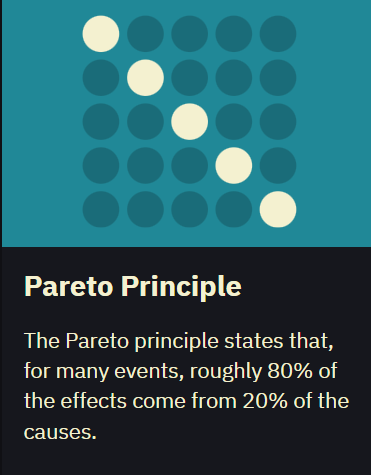 Pareto Principle
The Pareto principle states that,
for many events, roughly 80% of
the effects come from 20% of the
causes.